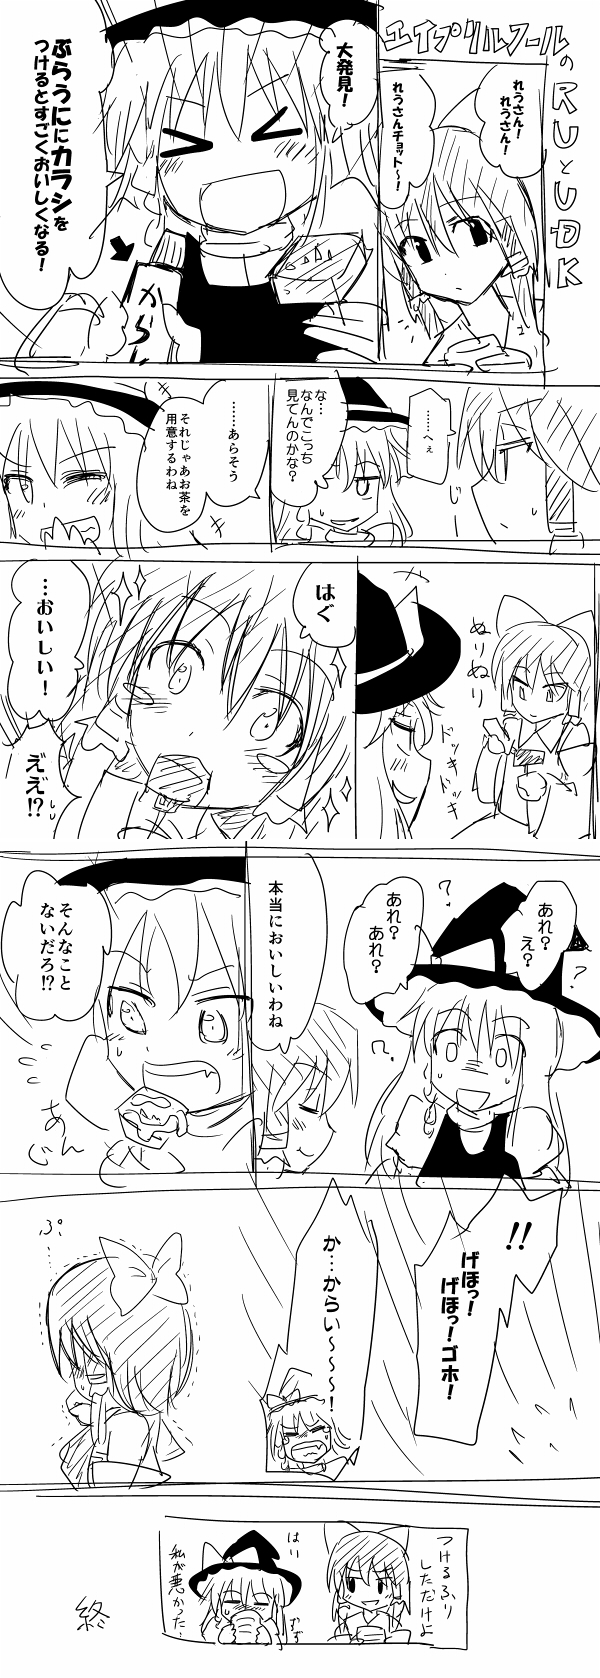 エイプリルフールの
RUとUDK
れうさん！
れうさん！
れうさんチョット～！
大発見！
ぶらうににカラシを
つけるとすごくおいしくなる！
からし
じー
……へぇ
な…
なんでこっち
見てんのかな？
……あらそう
それじゃあお茶を
用意するわね
ぬりぬり
ドッキドッキ
はぐ
…おいしい！
ええ!?
あれ？
え？
あれ？
あれ？
本当においしいわね
そんなこと
ないだろ!?
あん
!!
げほっ！
げほっ！ゴホ！
か…からい～～～！
ぷ
つけるふり
しただけよ
はい
私が悪かった…
終